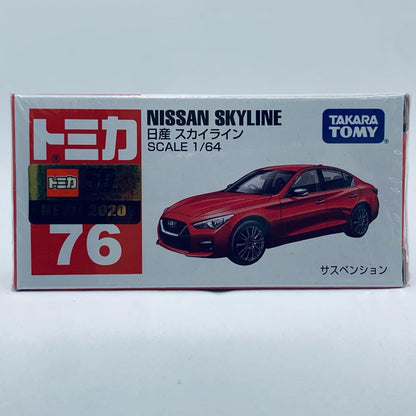 NISSAN SKYLINE
日産 スカイライン
SCALE 1/64
TAKARA
TOMY
トミカ
トミカ
NEW! 2020
76
サスペンション